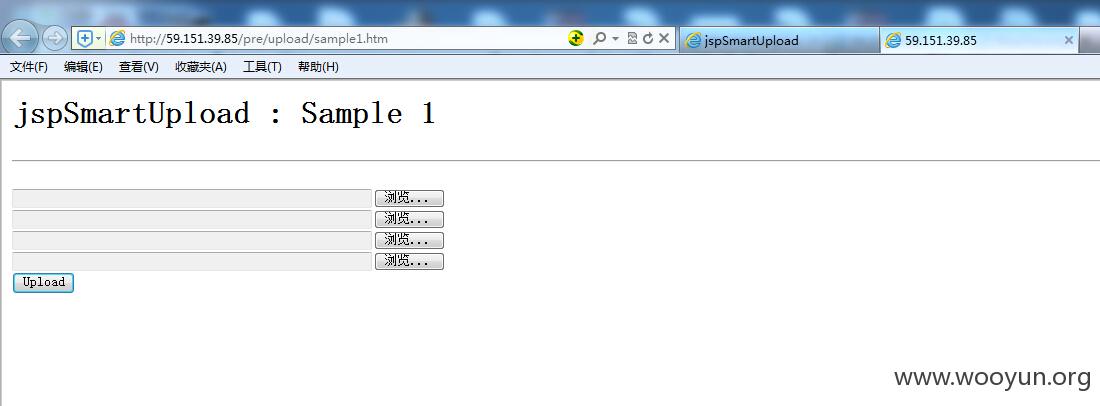 http://59.151.39.85/pre/upload/sample1.htm
jspSmartUpload
59.151.39.85
文件(F) 编辑(E) 查看(V) 收藏夹(A) 工具(T) 帮助(H)
jspSmartUpload : Sample 1
浏览...
浏览...
浏览...
浏览...
Upload
www.wooyun.org